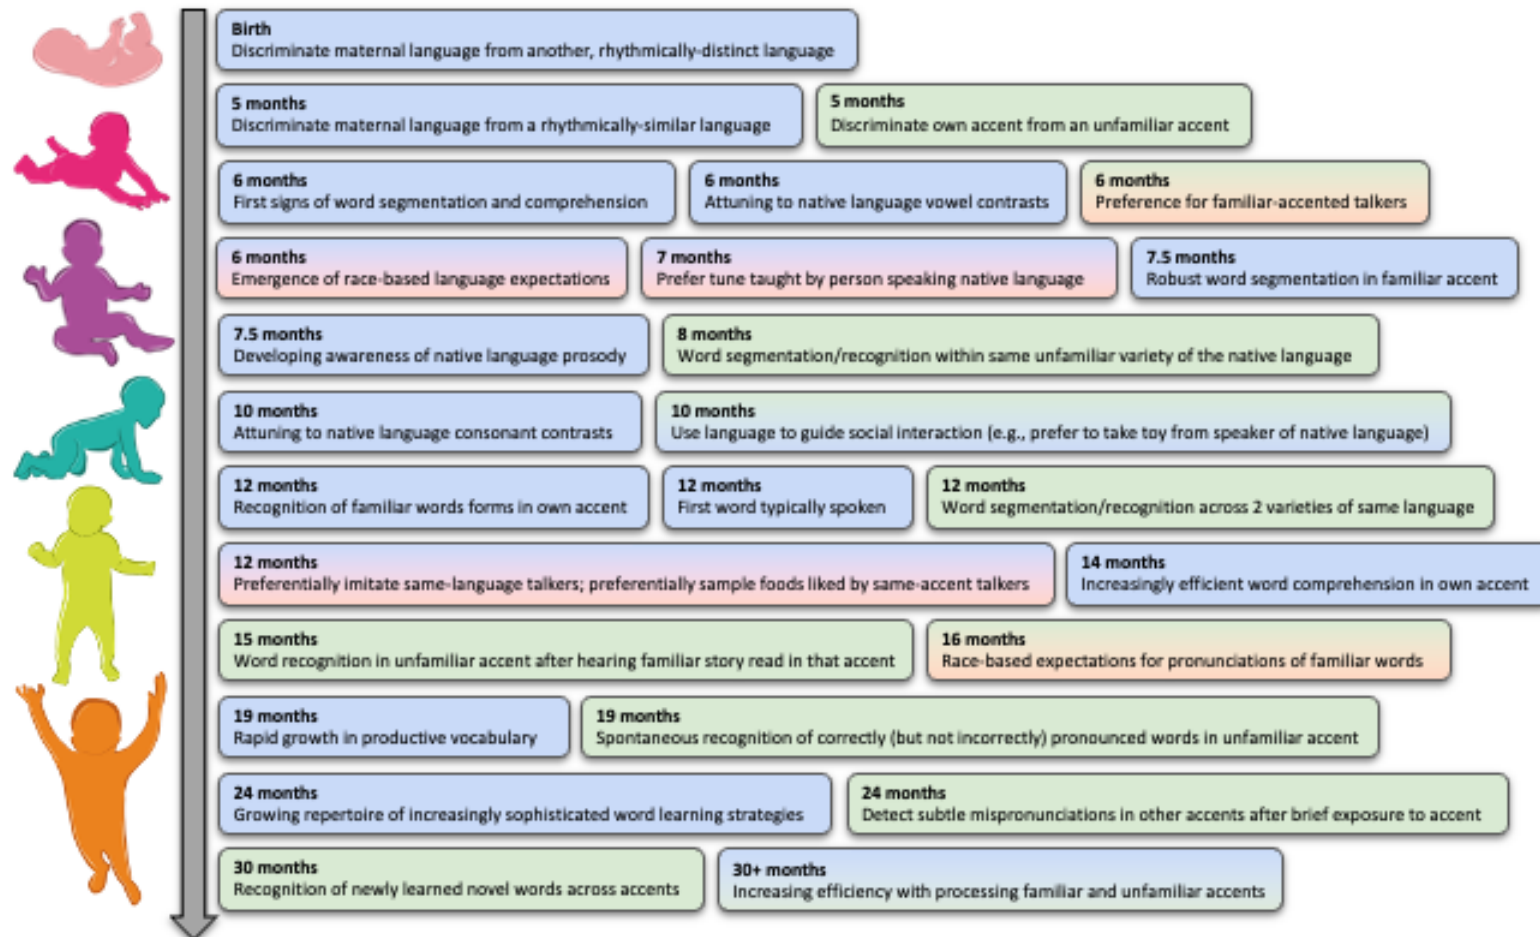 Birth
Discriminate maternal language from another, rhythmically-distinct language
5 months
Discriminate maternal language from a rhythmically-similar language
5 months
Discriminate own accent from an unfamiliar accent
6 months
First signs of word segmentation and comprehension
6 months
Attuning to native language vowel contrasts
6 months
Preference for familiar-accented talkers
6 months
Emergence of race-based language expectations
7 months
Prefer tune taught by person speaking native language
7.5 months
Robust word segmentation in familiar accent
7.5 months
Developing awareness of native language prosody
8 months
Word segmentation/recognition within same unfamiliar variety of the native language
10 months
Attuning to native language consonant contrasts
10 months
Use language to guide social interaction (e.g., prefer to take toy from speaker of native language)
12 months
Recognition of familiar words forms in own accent
12 months
First word typically spoken
12 months
Word segmentation/recognition across 2 varieties of same language
12 months
Preferentially imitate same-language talkers; preferentially sample foods liked by same-accent talkers
14 months
Increasingly efficient word comprehension in own accent
15 months
Word recognition in unfamiliar accent after hearing familiar story read in that accent
16 months
Race-based expectations for pronunciations of familiar words
19 months
Rapid growth in productive vocabulary
19 months
Spontaneous recognition of correctly (but not incorrectly) pronounced words in unfamiliar accent
24 months
Growing repertoire of increasingly sophisticated word learning strategies
24 months
Detect subtle mispronunciations in other accents after brief exposure to accent
30 months
Recognition of newly learned novel words across accents
30+ months
Increasing efficiency with processing familiar and unfamiliar accents